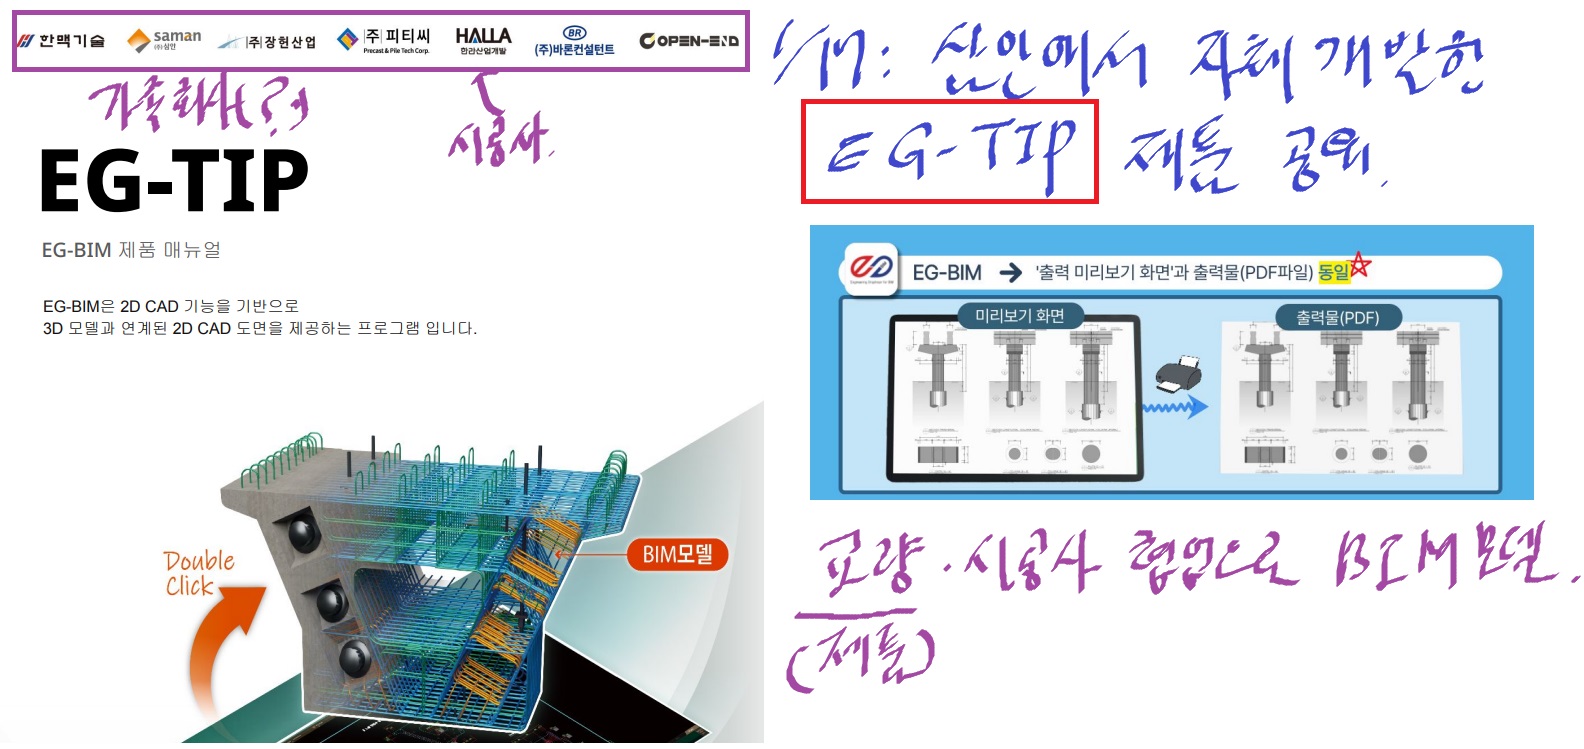 한맥기술
saman
(주)삼안
(주)장헌산업
(주)피티씨
Precast & Pile Tech Corp.
HALLA
한라산업개발
BR
(주)바론컨설턴트
OPEN-END
가족회사(?)
시공사.
EG-TIP
EG-BIM 제품 매뉴얼
EG-BIM은 2D CAD 기능을 기반으로
3D 모델과 연계된 2D CAD 도면을 제공하는 프로그램 입니다.
Double
Click
BIM모델
1/17: 삼안에서 자체 개발한
EG-TIP 제품 공유.
EG-BIM → '출력 미리보기 화면'과 출력물(PDF파일) 동일
미리보기 화면
출력물(PDF)
교량·시공사 협업으로 BIM모델.
(제품)